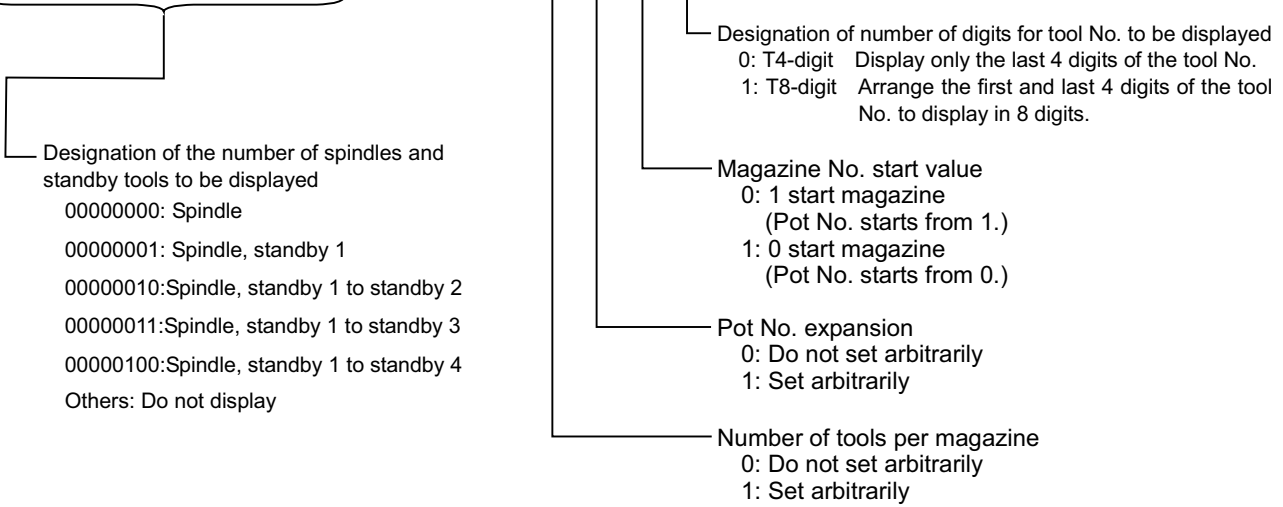 Designation of number of digits for tool No. to be displayed
0: T4-digit Display only the last 4 digits of the tool No.
1: T8-digit Arrange the first and last 4 digits of the tool
No. to display in 8 digits.
Designation of the number of spindles and
standby tools to be displayed
00000000: Spindle
00000001: Spindle, standby 1
00000010:Spindle, standby 1 to standby 2
00000011:Spindle, standby 1 to standby 3
00000100:Spindle, standby 1 to standby 4
Others: Do not display
Magazine No. start value
0: 1 start magazine
(Pot No. starts from 1.)
1: 0 start magazine
(Pot No. starts from 0.)
Pot No. expansion
0: Do not set arbitrarily
1: Set arbitrarily
Number of tools per magazine
0: Do not set arbitrarily
1: Set arbitrarily